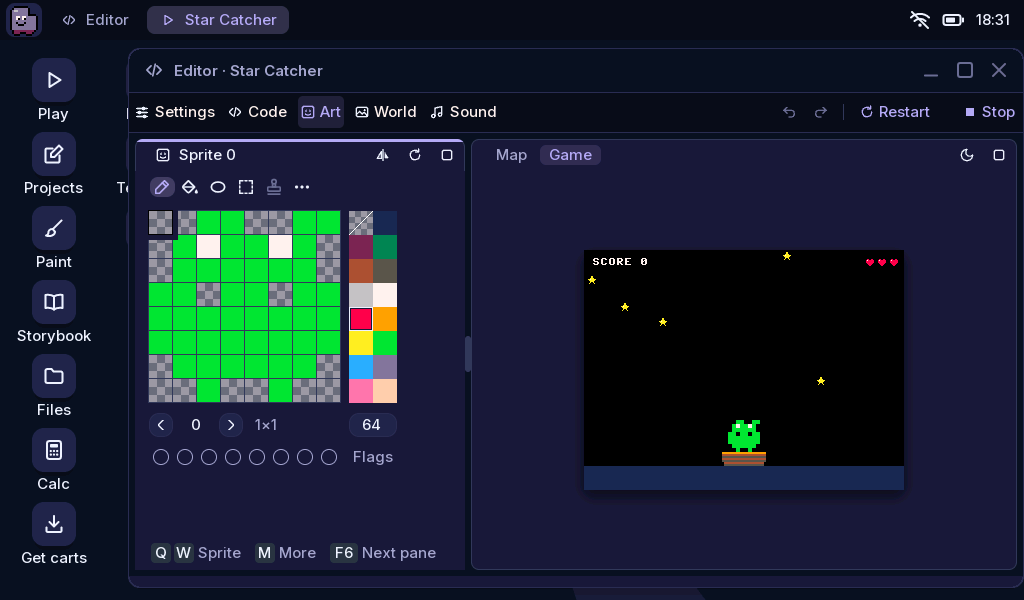 Editor
Star Catcher
18:31
Play
Projects
Paint
Storybook
Files
Calc
Get carts
Editor · Star Catcher
Settings
Code
Art
World
Sound
Restart
Stop
Sprite 0
0
1×1
64
Flags
Q W Sprite
M More
F6 Next pane
Map
Game
SCORE 0